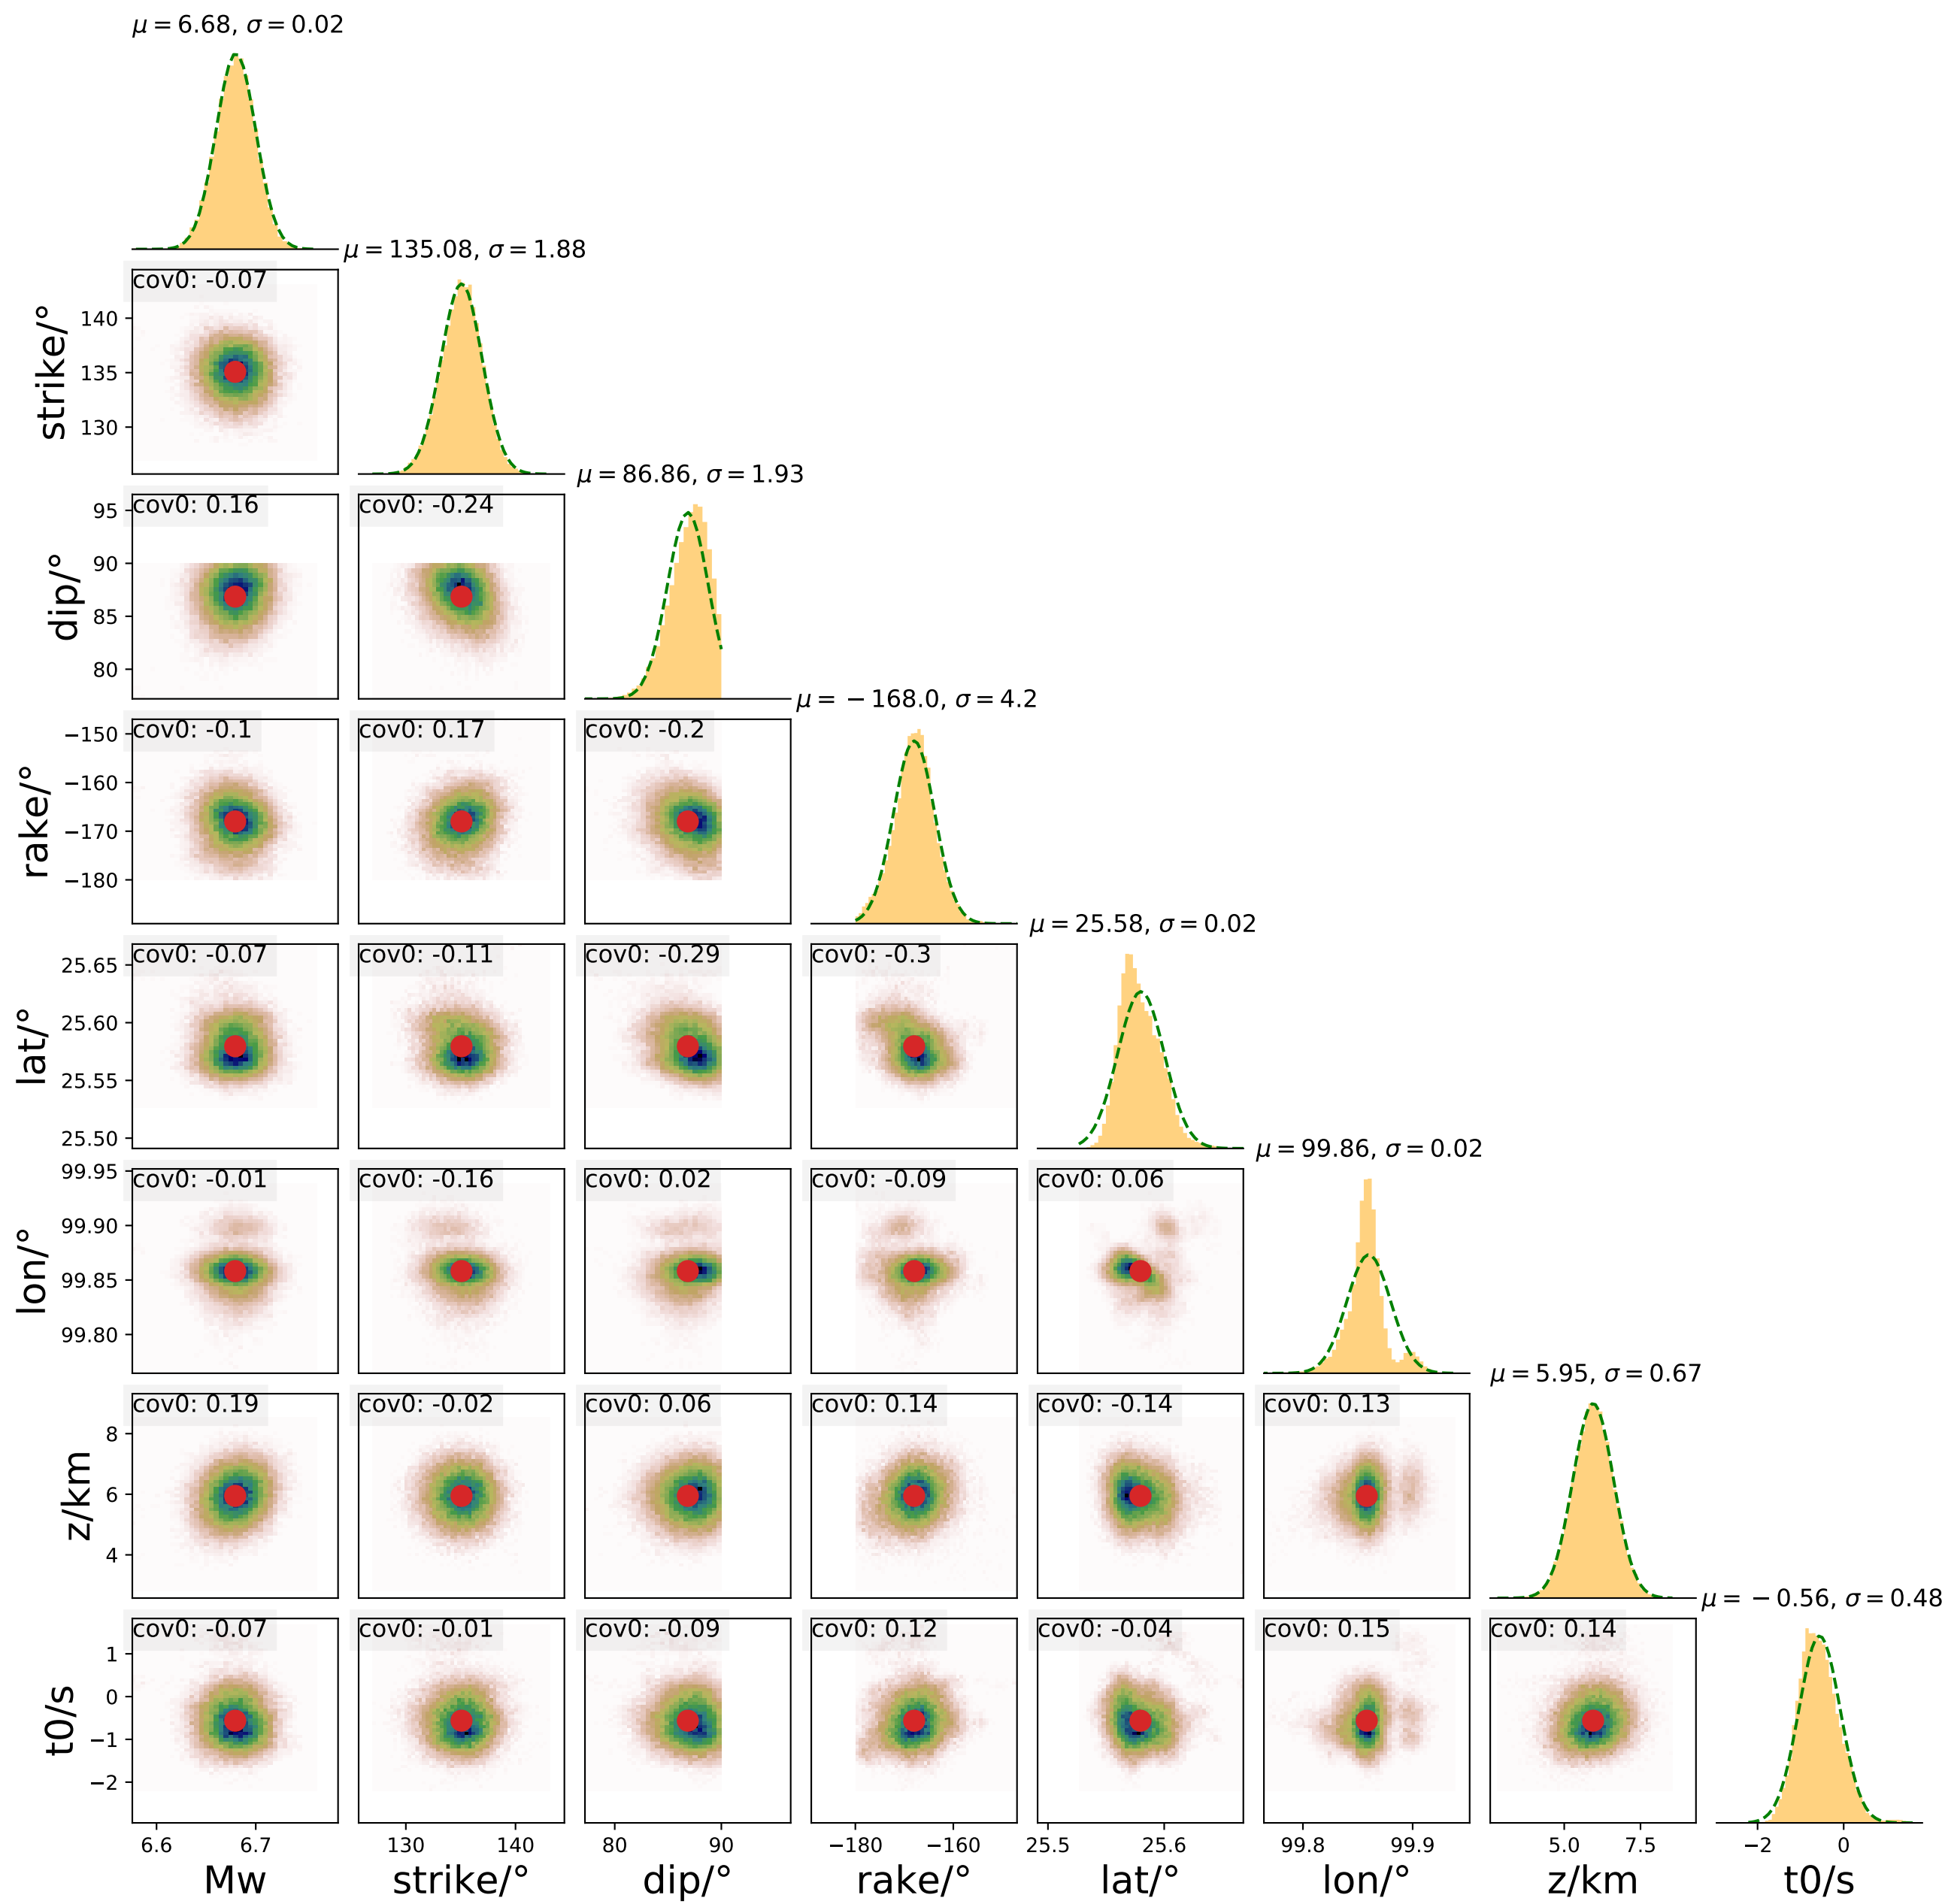 μ = 6.68, σ = 0.02
μ = 135.08, σ = 1.88
cov0: -0.07
strike/°
140
135
130
μ = 86.86, σ = 1.93
cov0: 0.16
cov0: -0.24
dip/°
95
90
85
80
μ = −168.0, σ = 4.2
cov0: -0.1
cov0: 0.17
cov0: -0.2
rake/°
−150
−160
−170
−180
μ = 25.58, σ = 0.02
cov0: -0.07
cov0: -0.11
cov0: -0.29
cov0: -0.3
lat/°
25.65
25.60
25.55
25.50
μ = 99.86, σ = 0.02
cov0: -0.01
cov0: -0.16
cov0: 0.02
cov0: -0.09
cov0: 0.06
lon/°
99.95
99.90
99.85
99.80
μ = 5.95, σ = 0.67
cov0: 0.19
cov0: -0.02
cov0: 0.06
cov0: 0.14
cov0: -0.14
cov0: 0.13
z/km
8
6
4
μ = −0.56, σ = 0.48
cov0: -0.07
cov0: -0.01
cov0: -0.09
cov0: 0.12
cov0: -0.04
cov0: 0.15
cov0: 0.14
t0/s
1
0
−1
−2
6.6 6.7 130 140 80 90 −180 −160 25.5 25.6 99.8 99.9 5.0 7.5 −2 0
Mw strike/° dip/° rake/° lat/° lon/° z/km t0/s